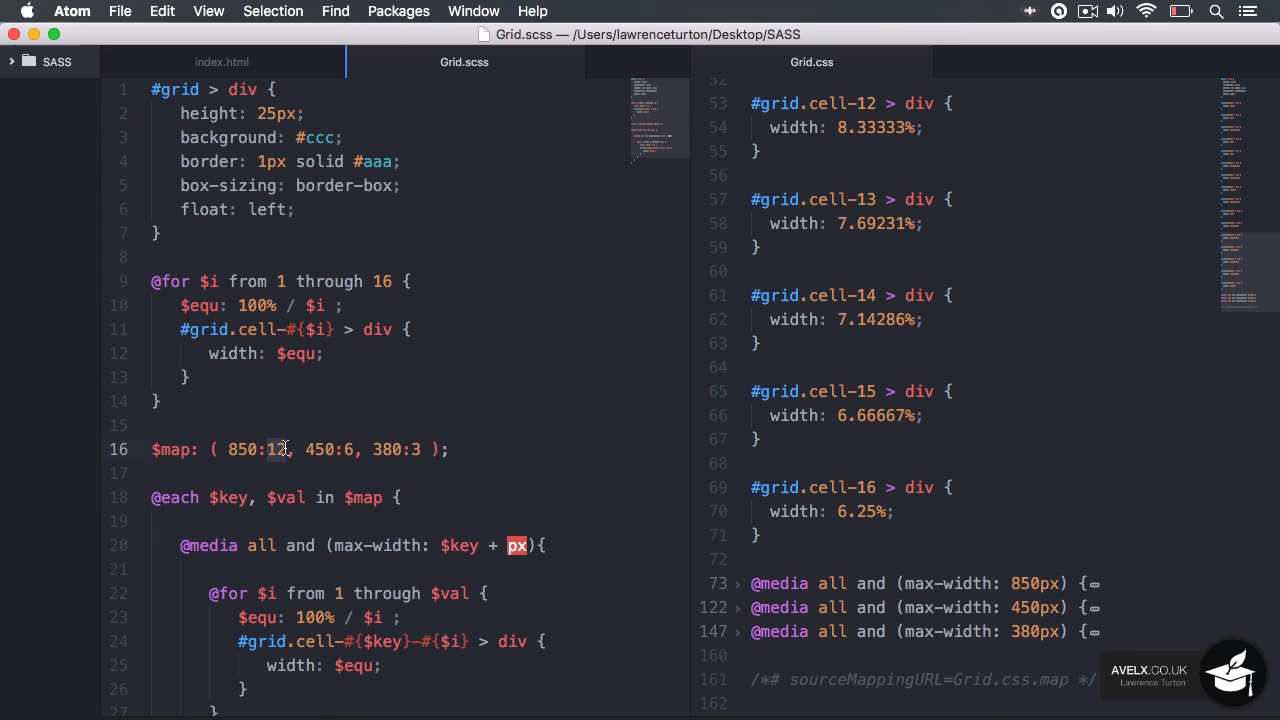 Atom File Edit View Selection Find Packages Window Help
Grid.scss — /Users/lawrenceturton/Desktop/SASS
SASS
index.html
Grid.scss
Grid.css
1 #grid > div {
2 height: 25px;
3 background: #ccc;
4 border: 1px solid #aaa;
5 box-sizing: border-box;
6 float: left;
7 }
8
9 @for $i from 1 through 16 {
10 $equ: 100% / $i ;
11 #grid.cell-#{$i} > div {
12 width: $equ;
13 }
14 }
15
16 $map: ( 850:12, 450:6, 380:3 );
17
18 @each $key, $val in $map {
19
20 @media all and (max-width: $key + px){
21
22 @for $i from 1 through $val {
23 $equ: 100% / $i ;
24 #grid.cell-#{$key}-#{$i} > div {
25 width: $equ;
26 }
27 }
52
53 #grid.cell-12 > div {
54 width: 8.33333%;
55 }
56
57 #grid.cell-13 > div {
58 width: 7.69231%;
59 }
60
61 #grid.cell-14 > div {
62 width: 7.14286%;
63 }
64
65 #grid.cell-15 > div {
66 width: 6.66667%;
67 }
68
69 #grid.cell-16 > div {
70 width: 6.25%;
71 }
72
73 @media all and (max-width: 850px) {
122 @media all and (max-width: 450px) {
147 @media all and (max-width: 380px) {
160
161 /*# sourceMappingURL=Grid.css.map */
162
AVELX.CO.UK
Lawrence Turton